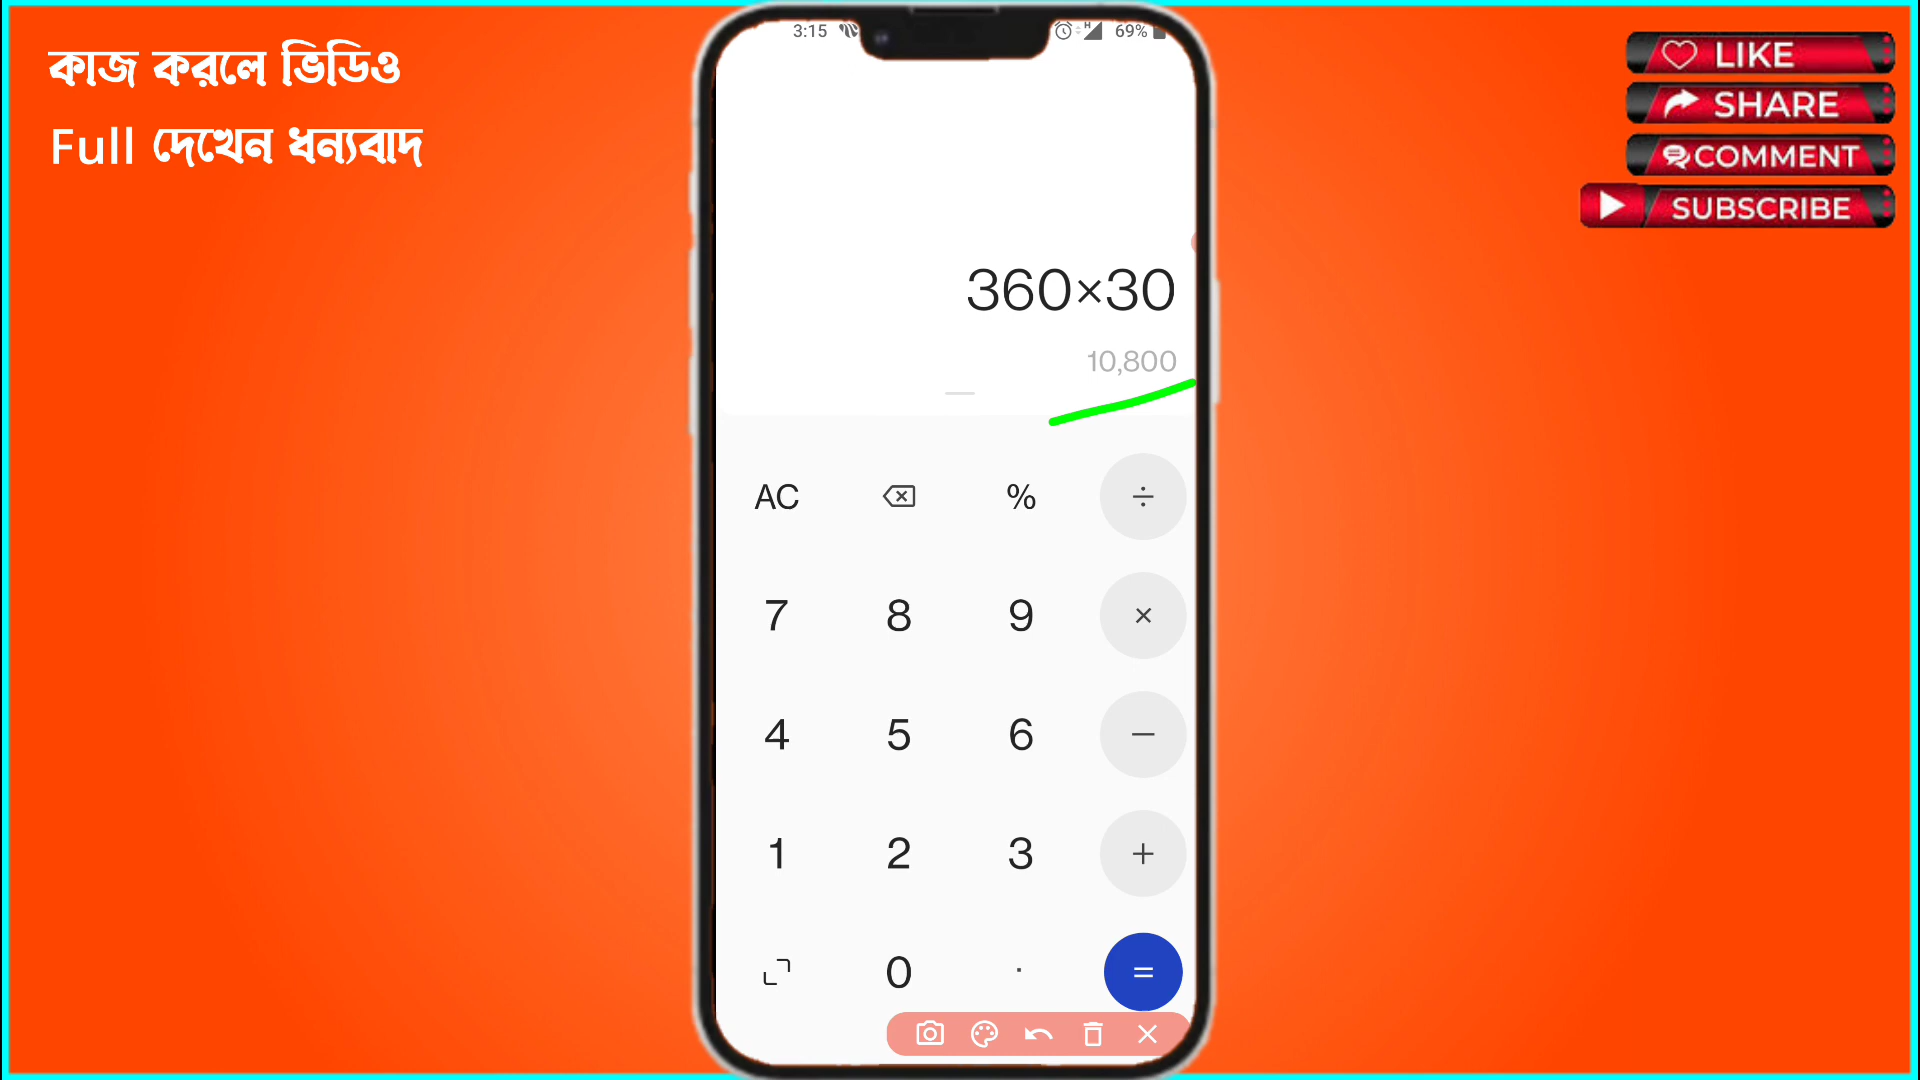 কাজ করলে ভিডিও
Full দেখেন ধন্যবাদ
LIKE
SHARE
COMMENT
SUBSCRIBE
3:15
H
69%
360×30
10,800
AC % ÷
7 8 9 ×
4 5 6 −
1 2 3 +
0 . =